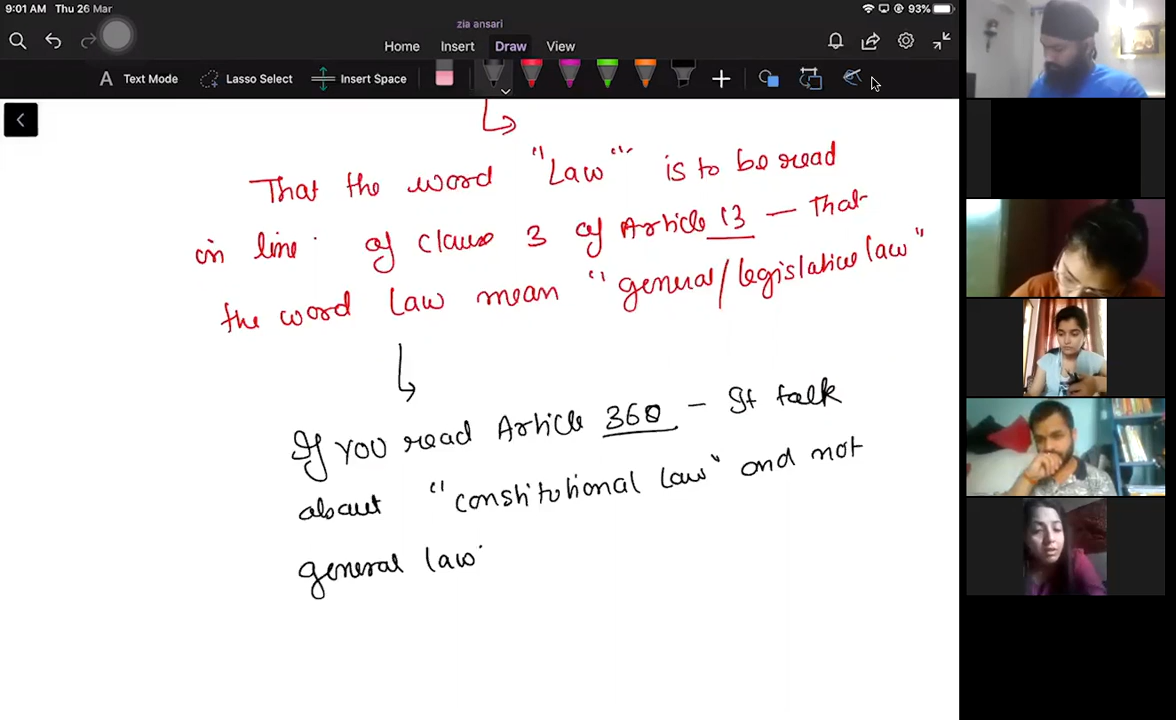 9:01 AM Thu 26 Mar
zia ansari
93%
Home Insert Draw View
Text Mode Lasso Select Insert Space
That the word "Law" is to be read
in line of clause 3 of Article 13 — That
the word law mean "general/legislative law"
If you read Article 360 — It talk
about "constitutional law" and not
general law